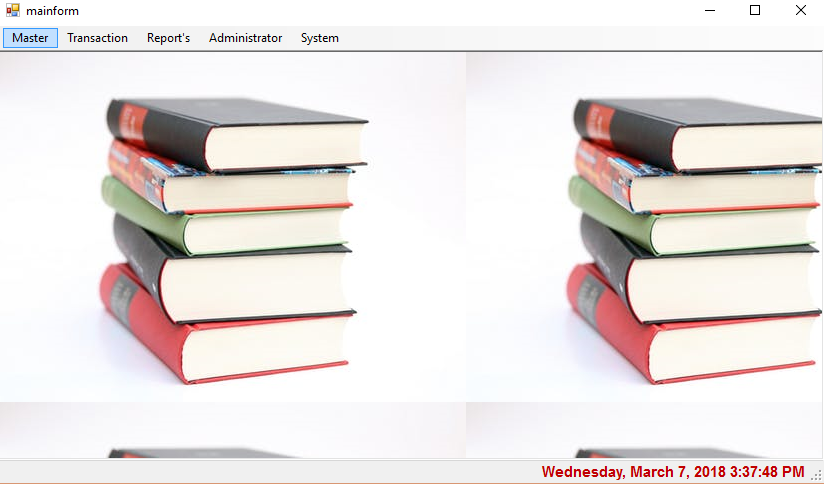 mainform
Master Transaction Report's Administrator System
Wednesday, March 7, 2018 3:37:48 PM